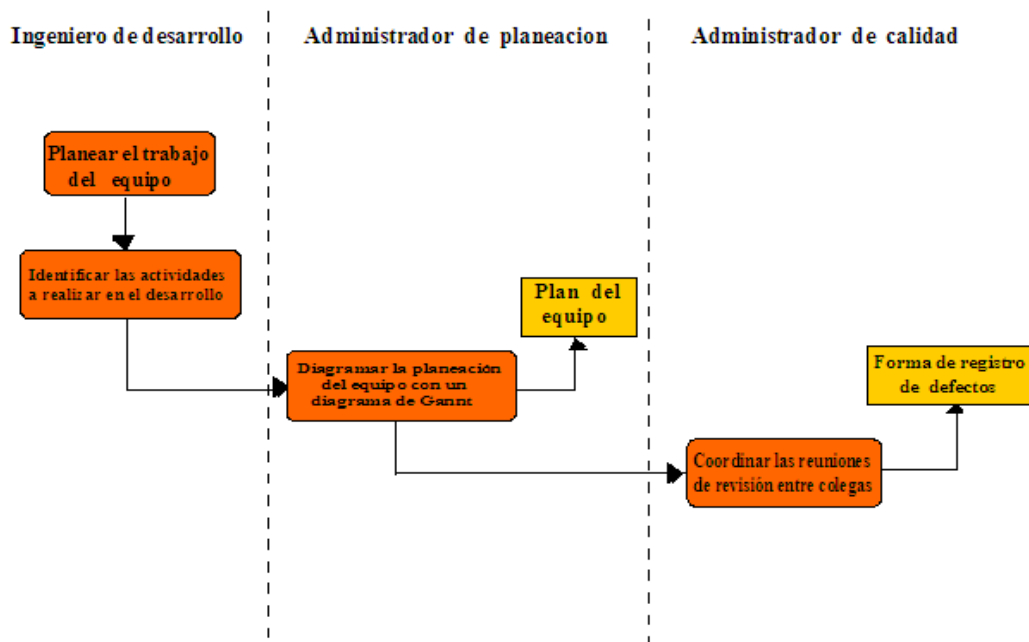 Ingeniero de desarrollo
Administrador de planeacion
Administrador de calidad
Planear el trabajo
del equipo
Identificar las actividades
a realizar en el desarrollo
Plan del
equipo
Diagramar la planeación
del equipo con un
diagrama de Gannt
Forma de registro
de defectos
Coordinar las reuniones
de revisión entre colegas